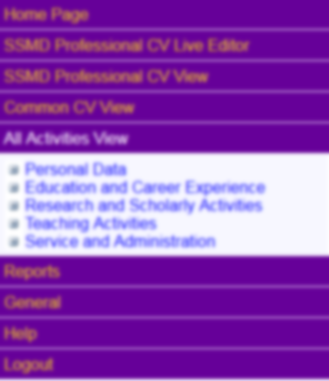 Home Page
SSMD Professional CV Live Editor
SSMD Professional CV View
Common CV View
All Activities View
Personal Data
Education and Career Experience
Research and Scholarly Activities
Teaching Activities
Service and Administration
Reports
General
Help
Logout